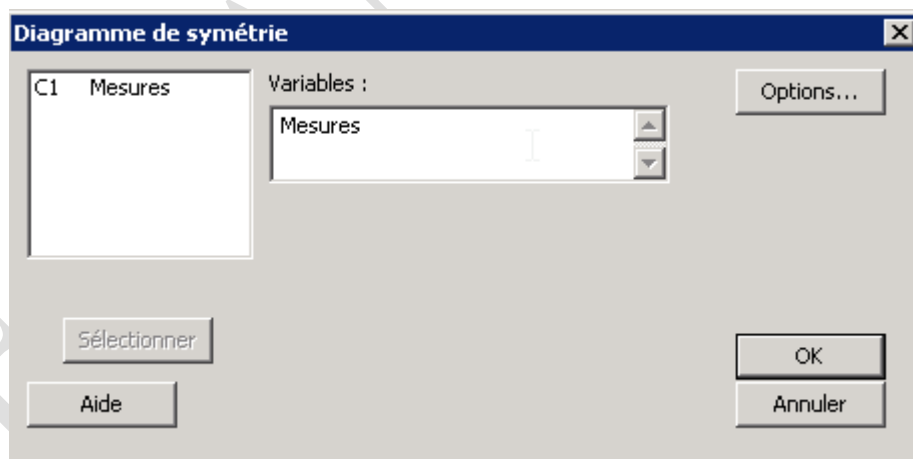 Diagramme de symétrie
C1 Mesures
Variables :
Mesures
Options...
Sélectionner
Aide
OK
Annuler